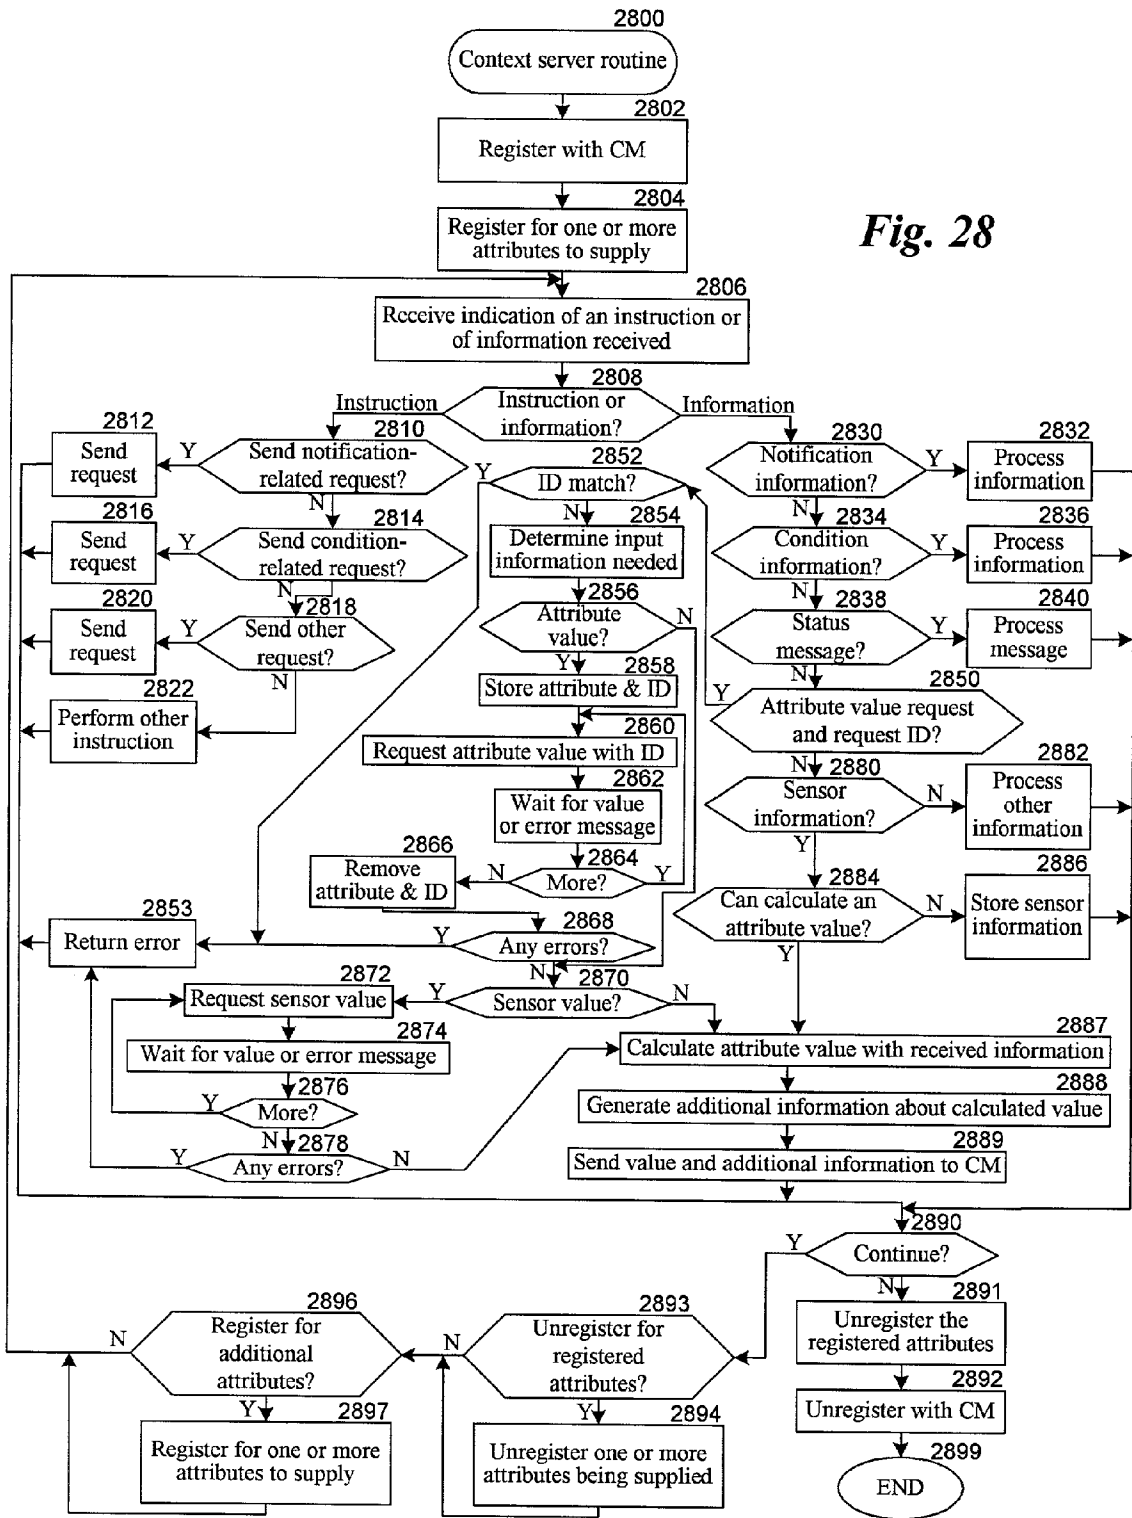 2800
Context server routine
2802
Register with CM
2804
Register for one or more
attributes to supply
Fig. 28
2806
Receive indication of an instruction or
of information received
2808
Instruction or
information?
Instruction
Information
2810
Send notification-
related request?
Y
N
2812
Send
request
2814
Send condition-
related request?
Y
N
2816
Send
request
2818
Send other
request?
Y
N
2820
Send
request
2822
Perform other
instruction
2830
Notification
information?
Y
N
2832
Process
information
2834
Condition
information?
Y
N
2836
Process
information
2838
Status
message?
Y
N
2840
Process
message
2850
Attribute value request
and request ID?
Y
N
2852
ID match?
Y
N
2853
Return error
2854
Determine input
information needed
2856
Attribute
value?
N
Y
2858
Store attribute & ID
2860
Request attribute value with ID
2862
Wait for value
or error message
2864
More?
N
Y
2866
Remove
attribute & ID
2868
Any errors?
Y
N
2870
Sensor value?
Y
N
2872
Request sensor value
2874
Wait for value or error message
2876
More?
Y
N
2878
Any errors?
Y
N
2880
Sensor
information?
N
Y
2882
Process
other
information
2884
Can calculate an
attribute value?
N
Y
2886
Store sensor
information
2887
Calculate attribute value with received information
2888
Generate additional information about calculated value
2889
Send value and additional information to CM
2890
Continue?
Y
N
2891
Unregister the
registered attributes
2892
Unregister with CM
2899
END
2893
Unregister for
registered
attributes?
N
Y
2894
Unregister one or more
attributes being supplied
2896
Register for
additional
attributes?
N
Y
2897
Register for one or more
attributes to supply